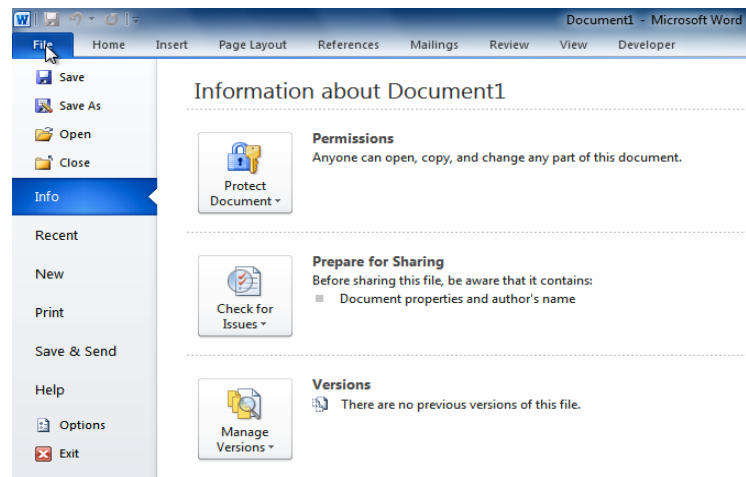 W
Document1 - Microsoft Word
File Home Insert Page Layout References Mailings Review View Developer
Save
Save As
Open
Close
Info
Recent
New
Print
Save & Send
Help
Options
Exit
Information about Document1
Protect
Document
Permissions
Anyone can open, copy, and change any part of this document.
Check for
Issues
Prepare for Sharing
Before sharing this file, be aware that it contains:
Document properties and author's name
Manage
Versions
Versions
There are no previous versions of this file.